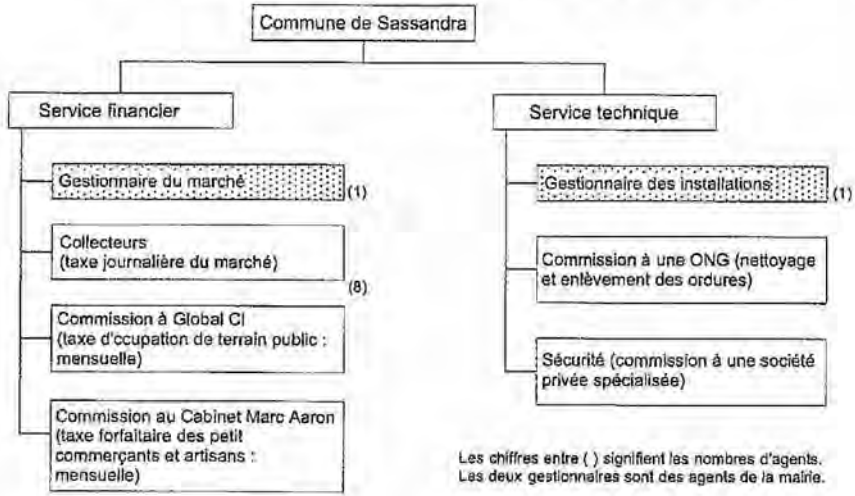 Commune de Sassandra
Service financier
Gestionnaire du marché
(1)
Collecteurs
(taxe journalière du marché)
(8)
Commission à Global CI
(taxe d'ccupation de terrain public :
mensuelle)
Commission au Cabinet Marc Aaron
(taxe forfaitaire des petit
commerçants et artisans :
mensuelle)
Service technique
Gestionnaire des installations
(1)
Commission à une ONG (nettoyage
et enlèvement des ordures)
Sécurité (commission à une société
privée spécialisée)
Les chiffres entre ( ) signifient les nombres d'agents.
Les deux gestionnaires sont des agents de la mairie.